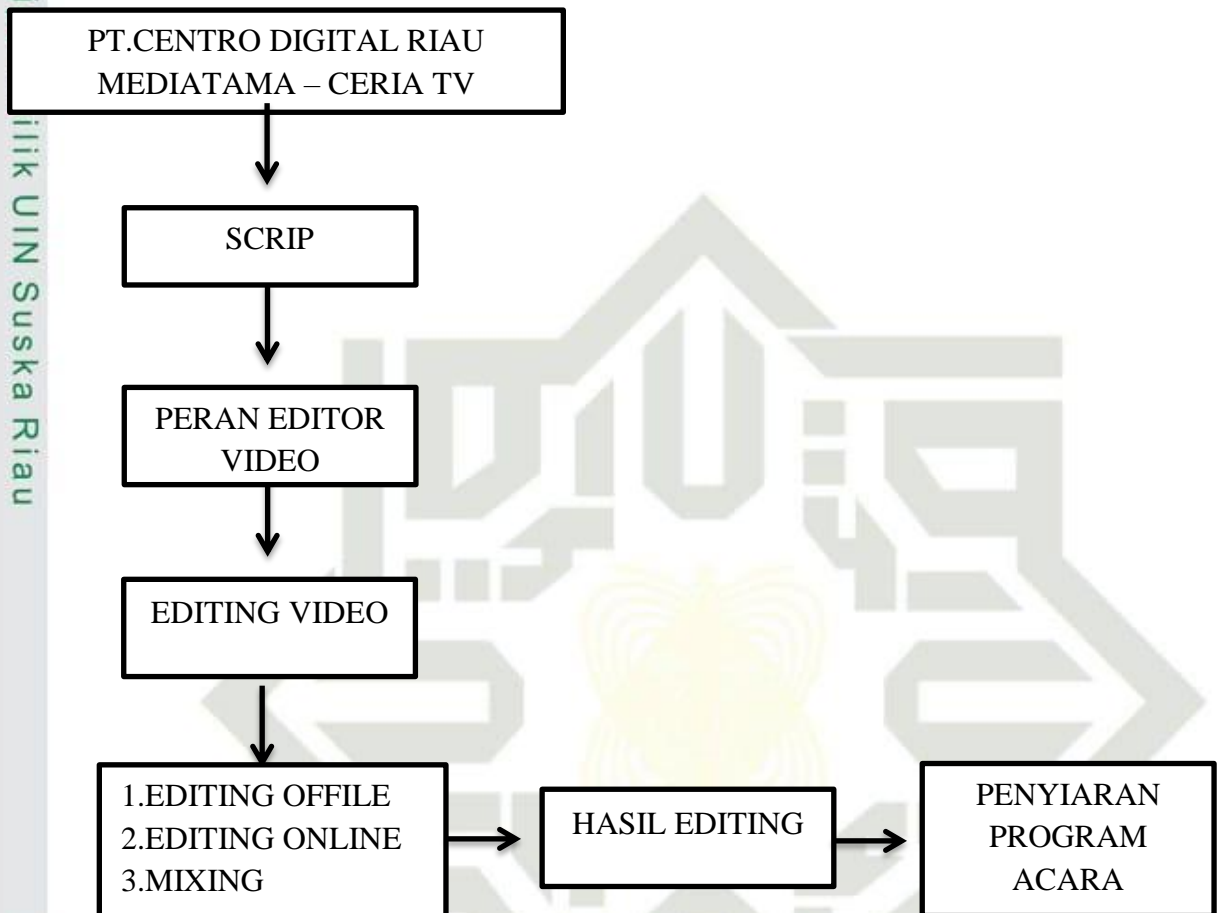 PT.CENTRO DIGITAL RIAU
MEDIATAMA – CERIA TV
SCRIP
PERAN EDITOR
VIDEO
EDITING VIDEO
1.EDITING OFFILE
2.EDITING ONLINE
3.MIXING
HASIL EDITING
PENYIARAN
PROGRAM
ACARA
ilik UIN Suska Riau